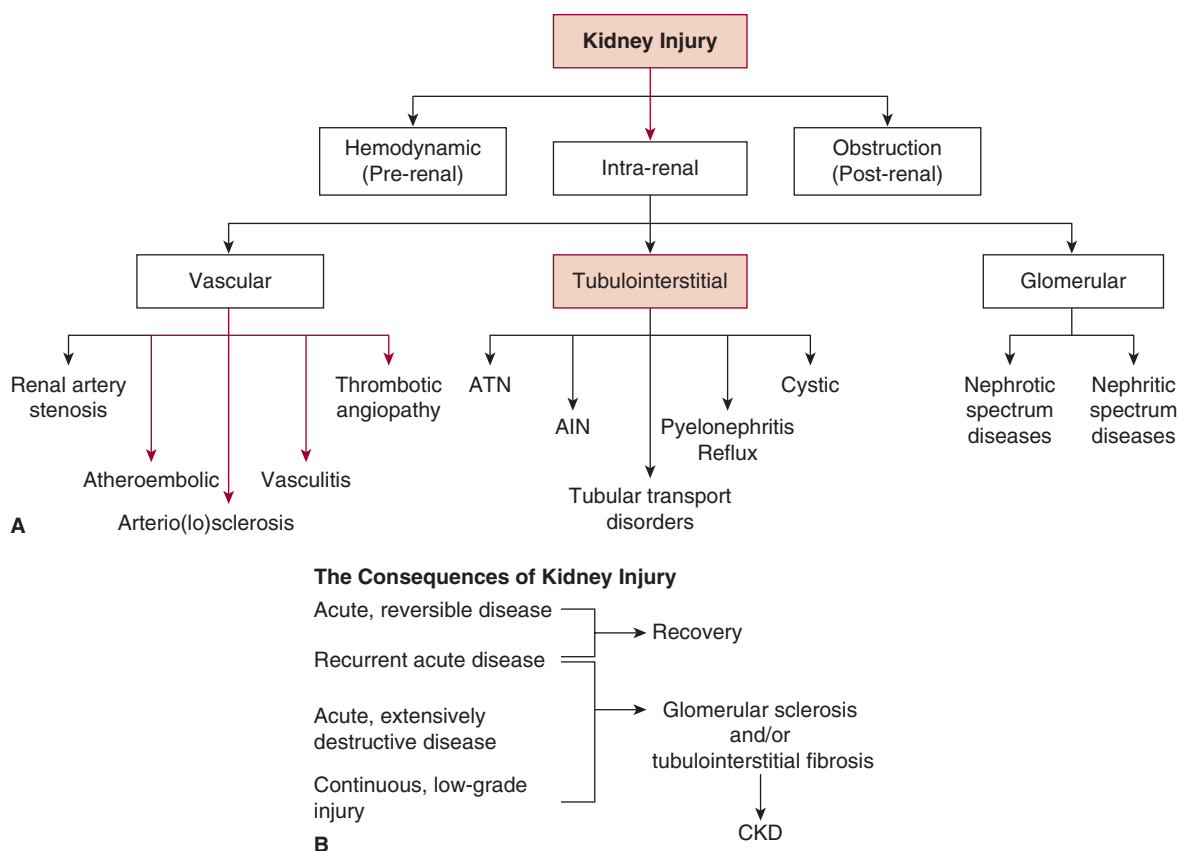 Kidney Injury
Hemodynamic
(Pre-renal)
Intra-renal
Obstruction
(Post-renal)
Vascular
Tubulointerstitial
Glomerular
Renal artery
stenosis
Atheroembolic
Arterio(lo)sclerosis
Vasculitis
Thrombotic
angiopathy
ATN
AIN
Tubular transport
disorders
Pyelonephritis
Reflux
Cystic
Nephrotic
spectrum
diseases
Nephritic
spectrum
diseases
A
The Consequences of Kidney Injury
Acute, reversible disease
Recurrent acute disease
Recovery
Acute, extensively
destructive disease
Continuous, low-grade
injury
Glomerular sclerosis
and/or
tubulointerstitial fibrosis
CKD
B